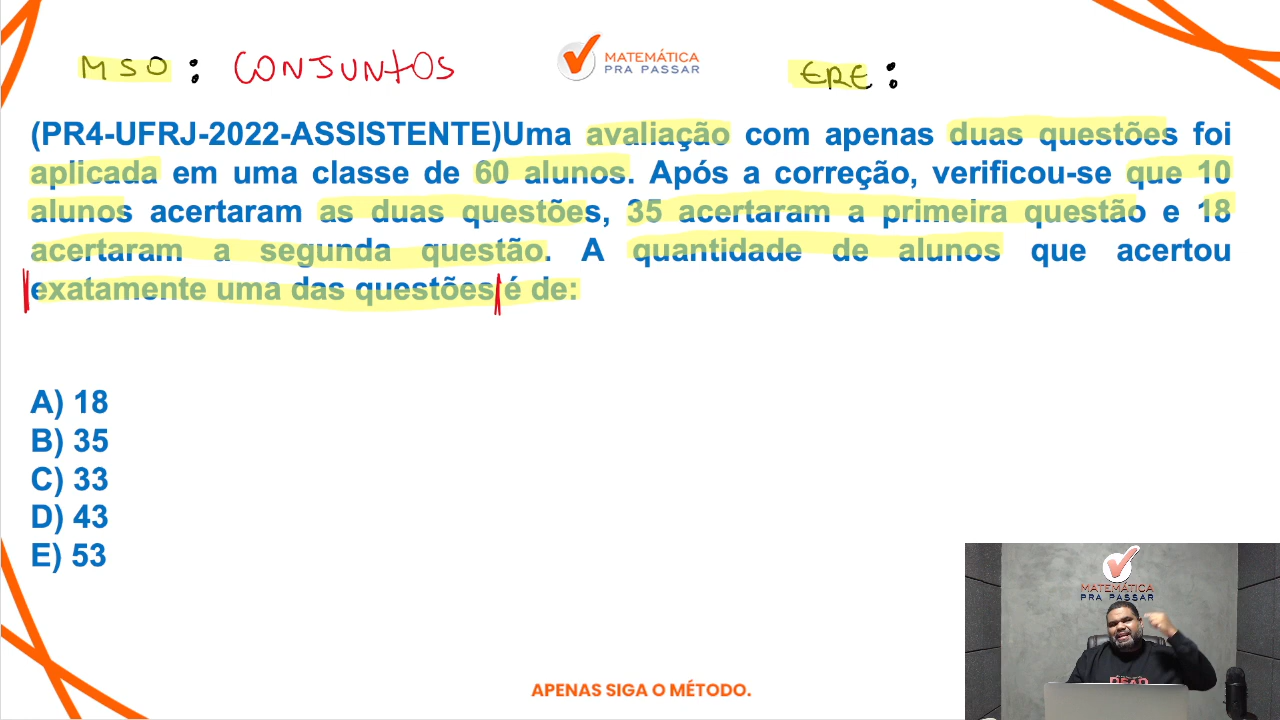 MSO : CONJUNTOS
MATEMÁTICA
PRA PASSAR
ERE :
(PR4-UFRJ-2022-ASSISTENTE)Uma avaliação com apenas duas questões foi
aplicada em uma classe de 60 alunos. Após a correção, verificou-se que 10
alunos acertaram as duas questões, 35 acertaram a primeira questão e 18
acertaram a segunda questão. A quantidade de alunos que acertou
exatamente uma das questões é de:
A) 18
B) 35
C) 33
D) 43
E) 53
MATEMÁTICA
PRA PASSAR
APENAS SIGA O MÉTODO.